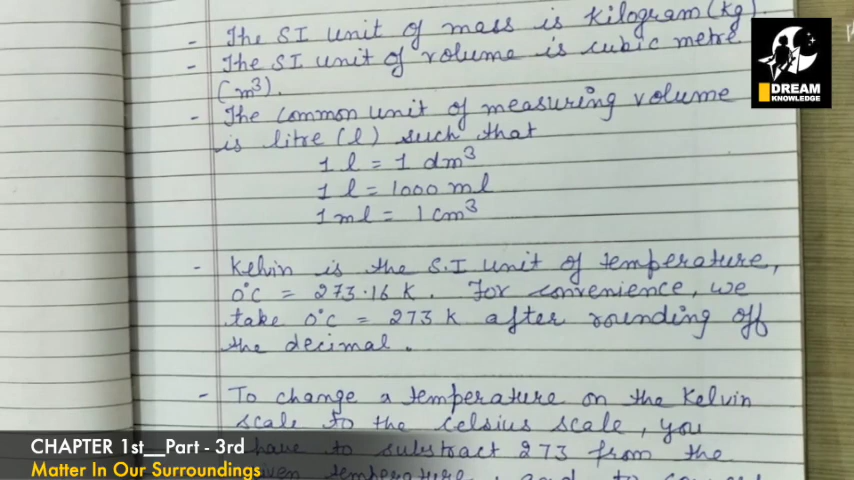 - The SI unit of mass is Kilogram (Kg).
- The SI unit of volume is cubic metre
(m³).
- The common unit of measuring volume
is litre (l) such that
1 l = 1 dm³
1 l = 1000 ml
1 ml = 1 cm³
- Kelvin is the S.I unit of temperature,
0°C = 273.16 K. For convenience, we
take 0°C = 273 K after rounding off
the decimal.
- To change a temperature on the Kelvin
scale to the celsius scale, you
have to substract 273 from the
temperature, and to
DREAM
KNOWLEDGE
CHAPTER 1st__Part - 3rd
Matter In Our Surroundings